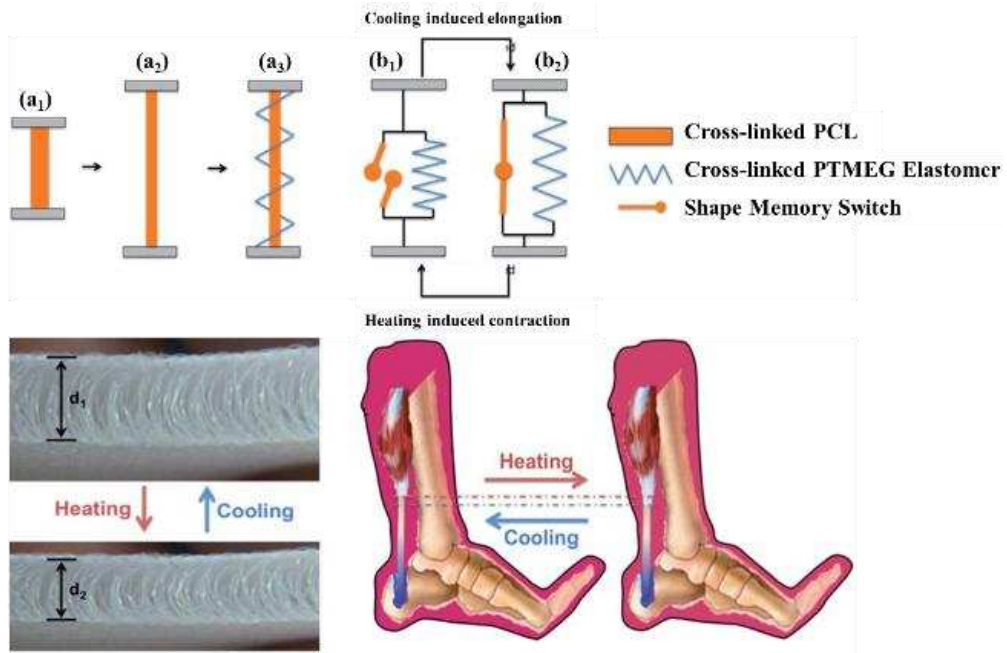 Cooling induced elongation
(a₁)
(a₂)
(a₃)
(b₁)
(b₂)
d
Cross-linked PCL
Cross-linked PTMEG Elastomer
Shape Memory Switch
d
Heating induced contraction
d₁
Heating
Cooling
d₂
Heating
Cooling